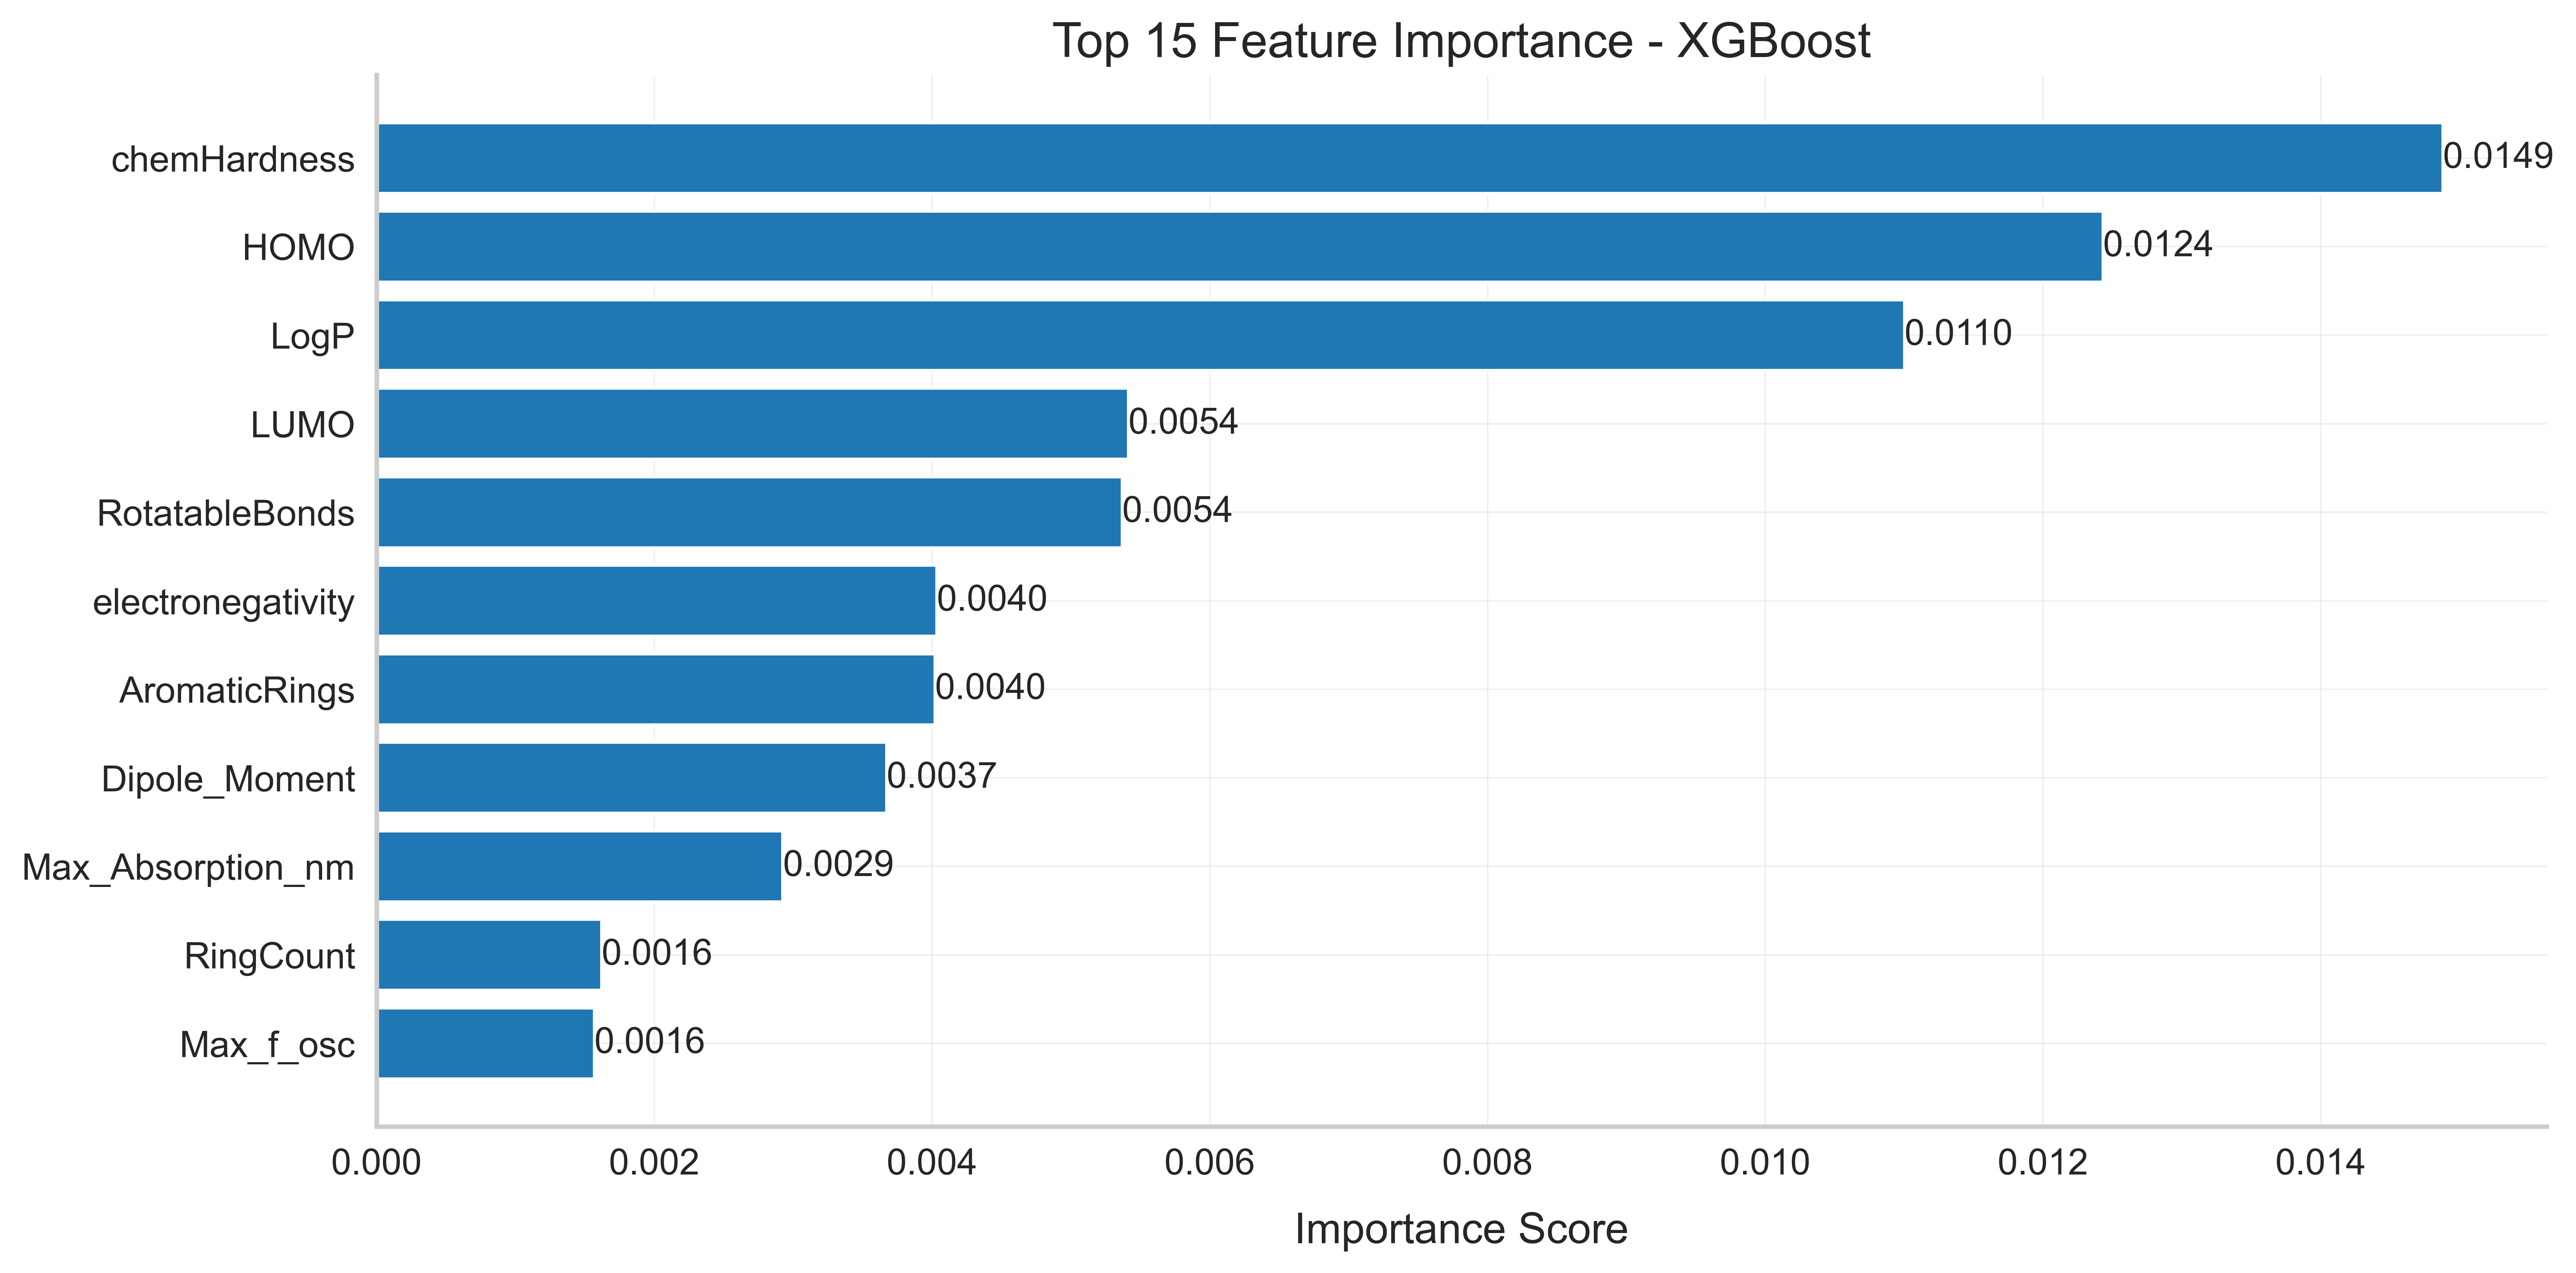 Top 15 Feature Importance - XGBoost
chemHardness 0.0149
HOMO 0.0124
LogP 0.0110
LUMO 0.0054
RotatableBonds 0.0054
electronegativity 0.0040
AromaticRings 0.0040
Dipole_Moment 0.0037
Max_Absorption_nm 0.0029
RingCount 0.0016
Max_f_osc 0.0016
0.000 0.002 0.004 0.006 0.008 0.010 0.012 0.014
Importance Score